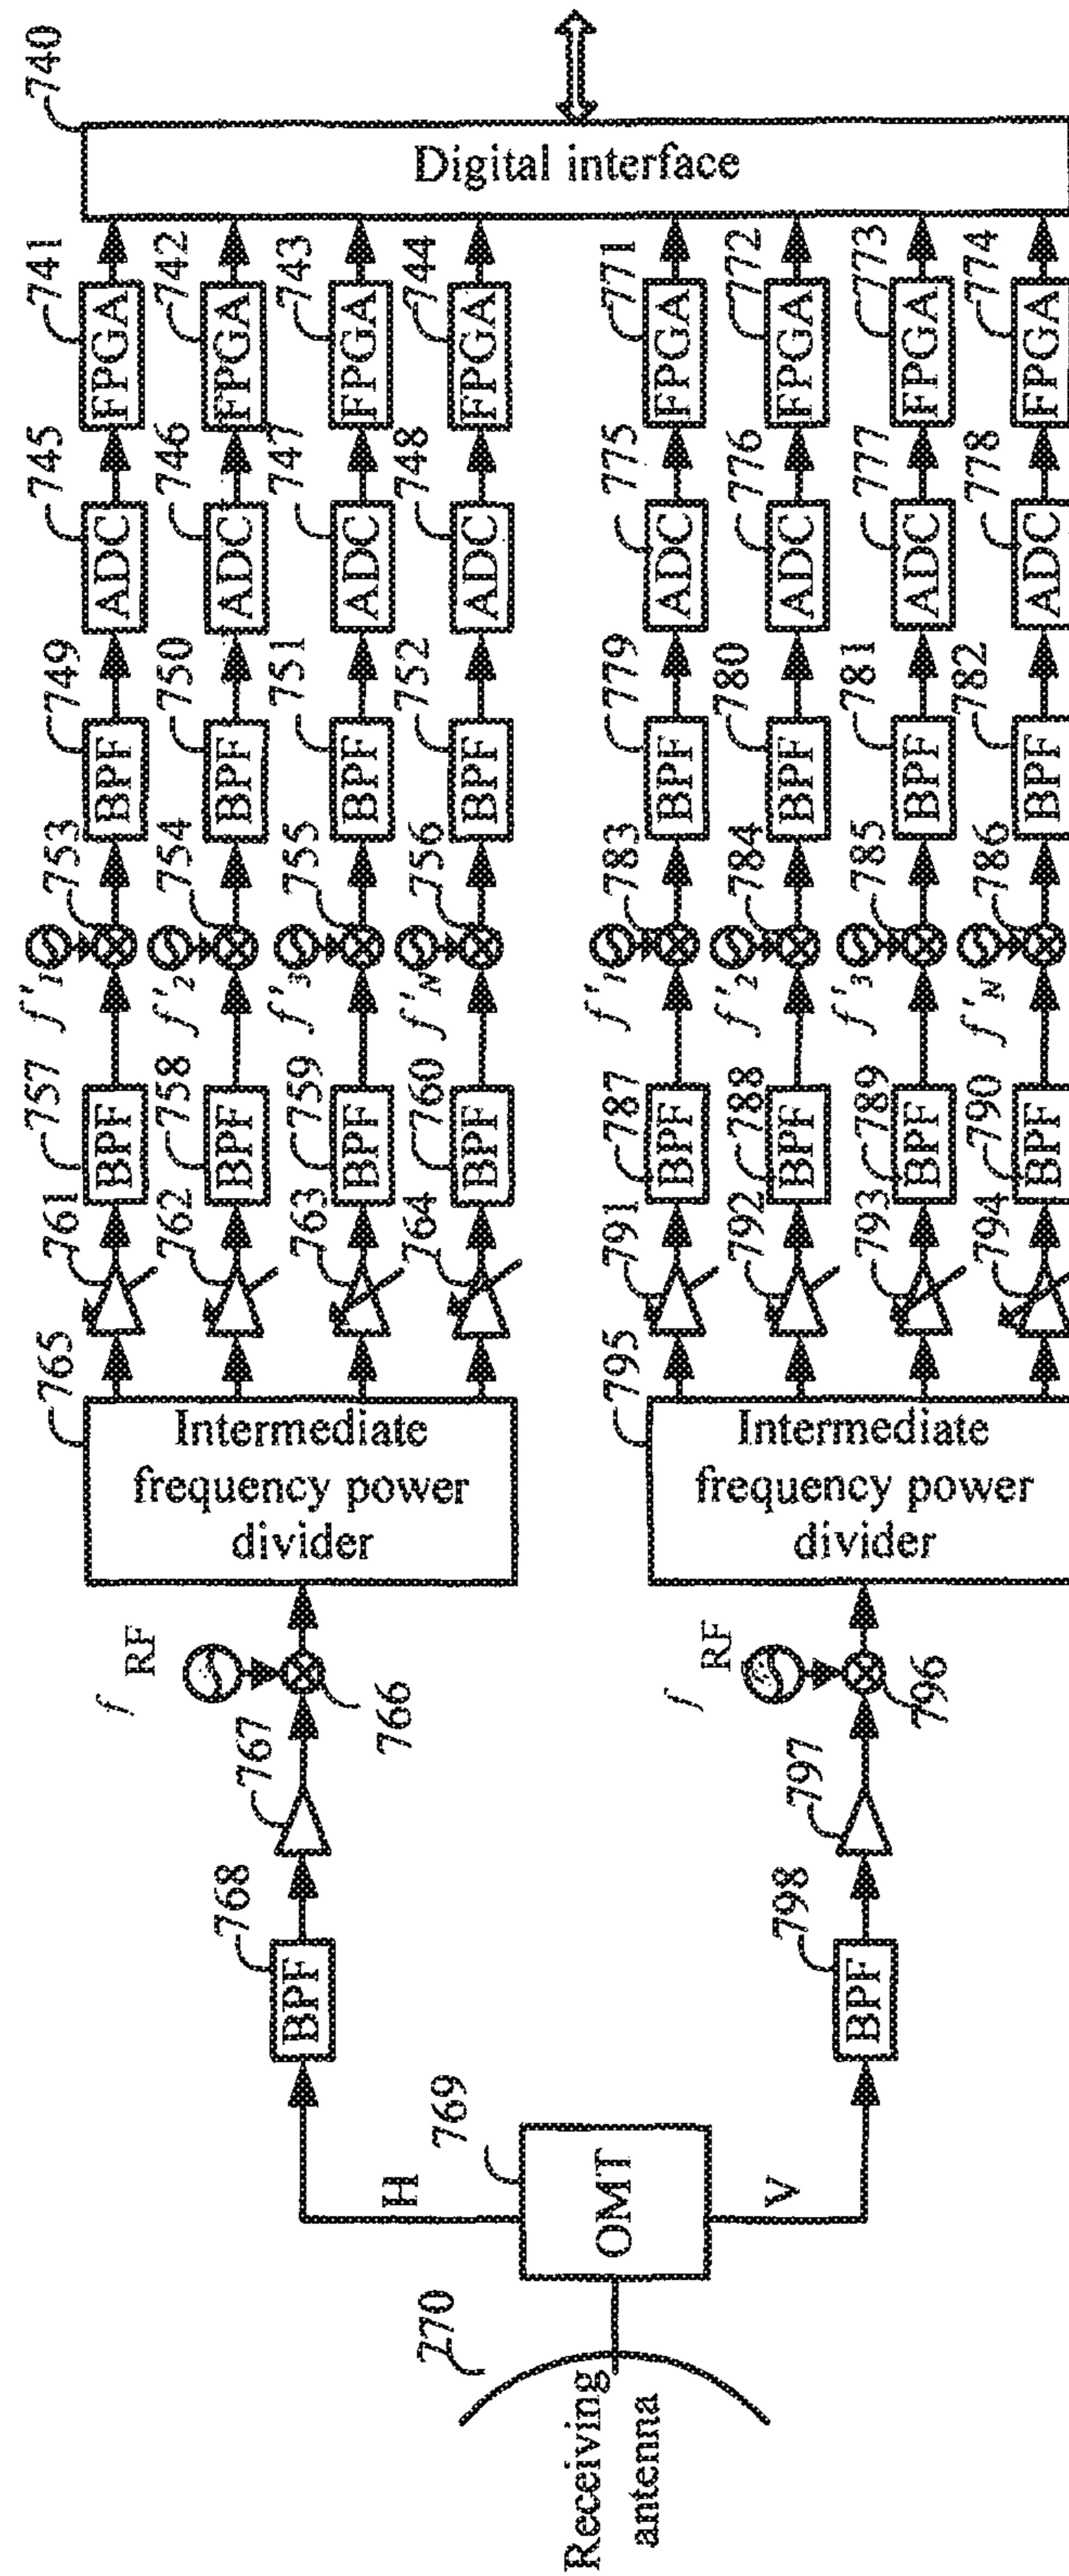 740
Digital interface
741
742
743
744
771
772
773
774
FPGA
FPGA
FPGA
FPGA
FPGA
FPGA
FPGA
FPGA
745
746
747
748
775
776
777
778
ADC
ADC
ADC
ADC
ADC
ADC
ADC
ADC
749
750
751
752
779
780
781
782
BPF
BPF
BPF
BPF
BPF
BPF
BPF
BPF
753
754
755
756
783
784
785
786
f'1
f'2
f'3
f'N
f'1
f'2
f'3
f'N
757
758
759
760
787
788
789
790
BPF
BPF
BPF
BPF
BPF
BPF
BPF
BPF
761
762
763
764
791
792
793
794
765
795
Intermediate
frequency power
divider
Intermediate
frequency power
divider
f RF
f RF
766
796
767
797
768
798
BPF
BPF
H
V
769
OMT
770
Receiving
antenna